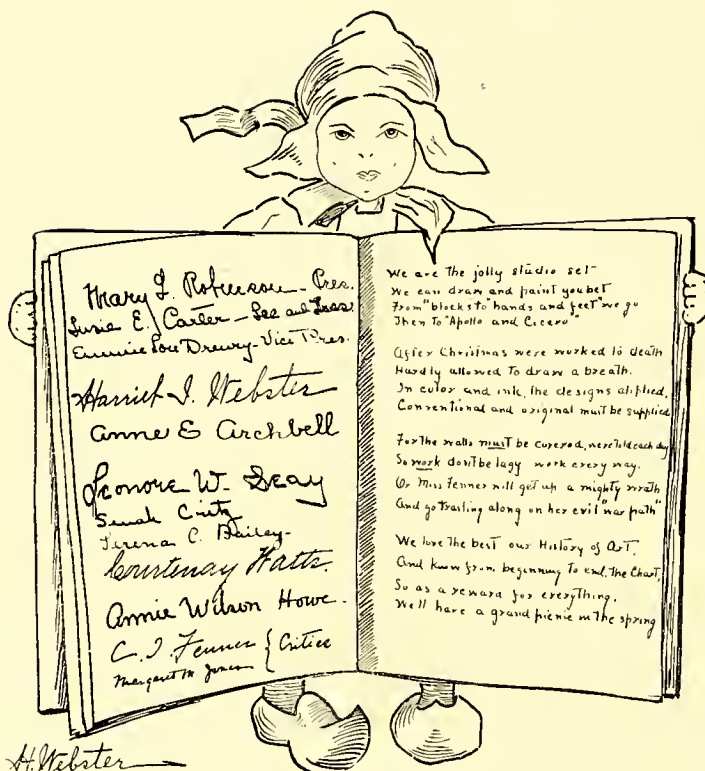 Mary F. Robinson - Pres.
Susie E. Carter - Sec and Treas.
Emmie Lou Drewry - Vice Pres.
Harriet I. Webster
Anne E Archbell
Leonore W. Seay
Sarah
C. Bailey -
Courtenay Watts.
Annie Wilson Howe.
C. I. Fenner { Critics
Margaret M. Jones
We are the jolly studio set
We can draw and paint you bet
From "blocks to "hands and feet" we go
Then to "Apollo and Cicero"
After Christmas were worked to death
Hardly allowed to draw a breath.
In color and ink, the designs aliplied,
Conventional and original must be supplied
For the walls must be covered, were told each day
So work don't be lagy work every way.
Or Miss Fenner will get up a mighty wrath
And go trailing along on her evil "war path"
We love the best our History of Art,
And know from beginning to end, the Chart,
So as a reward for everything,
We'll have a grand picnic in the spring
H. Webster